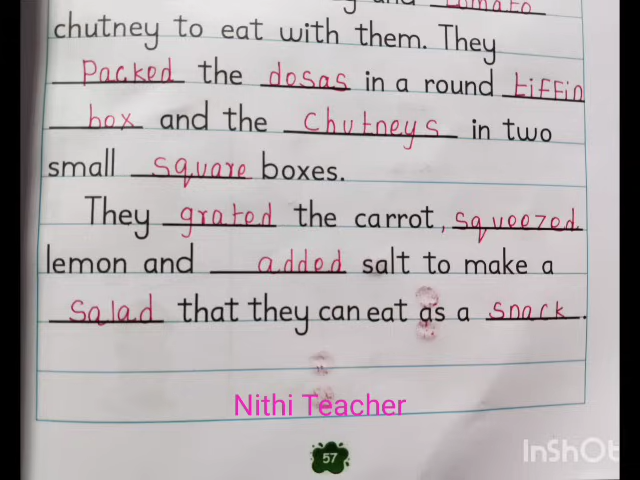 tomato
chutney to eat with them. They
packed the dosas in a round tiffin
box and the chutneys in two
small square boxes.
They grated the carrot, squeezed
lemon and added salt to make a
salad that they can eat as a snack.
Nithi Teacher
57
InShOt